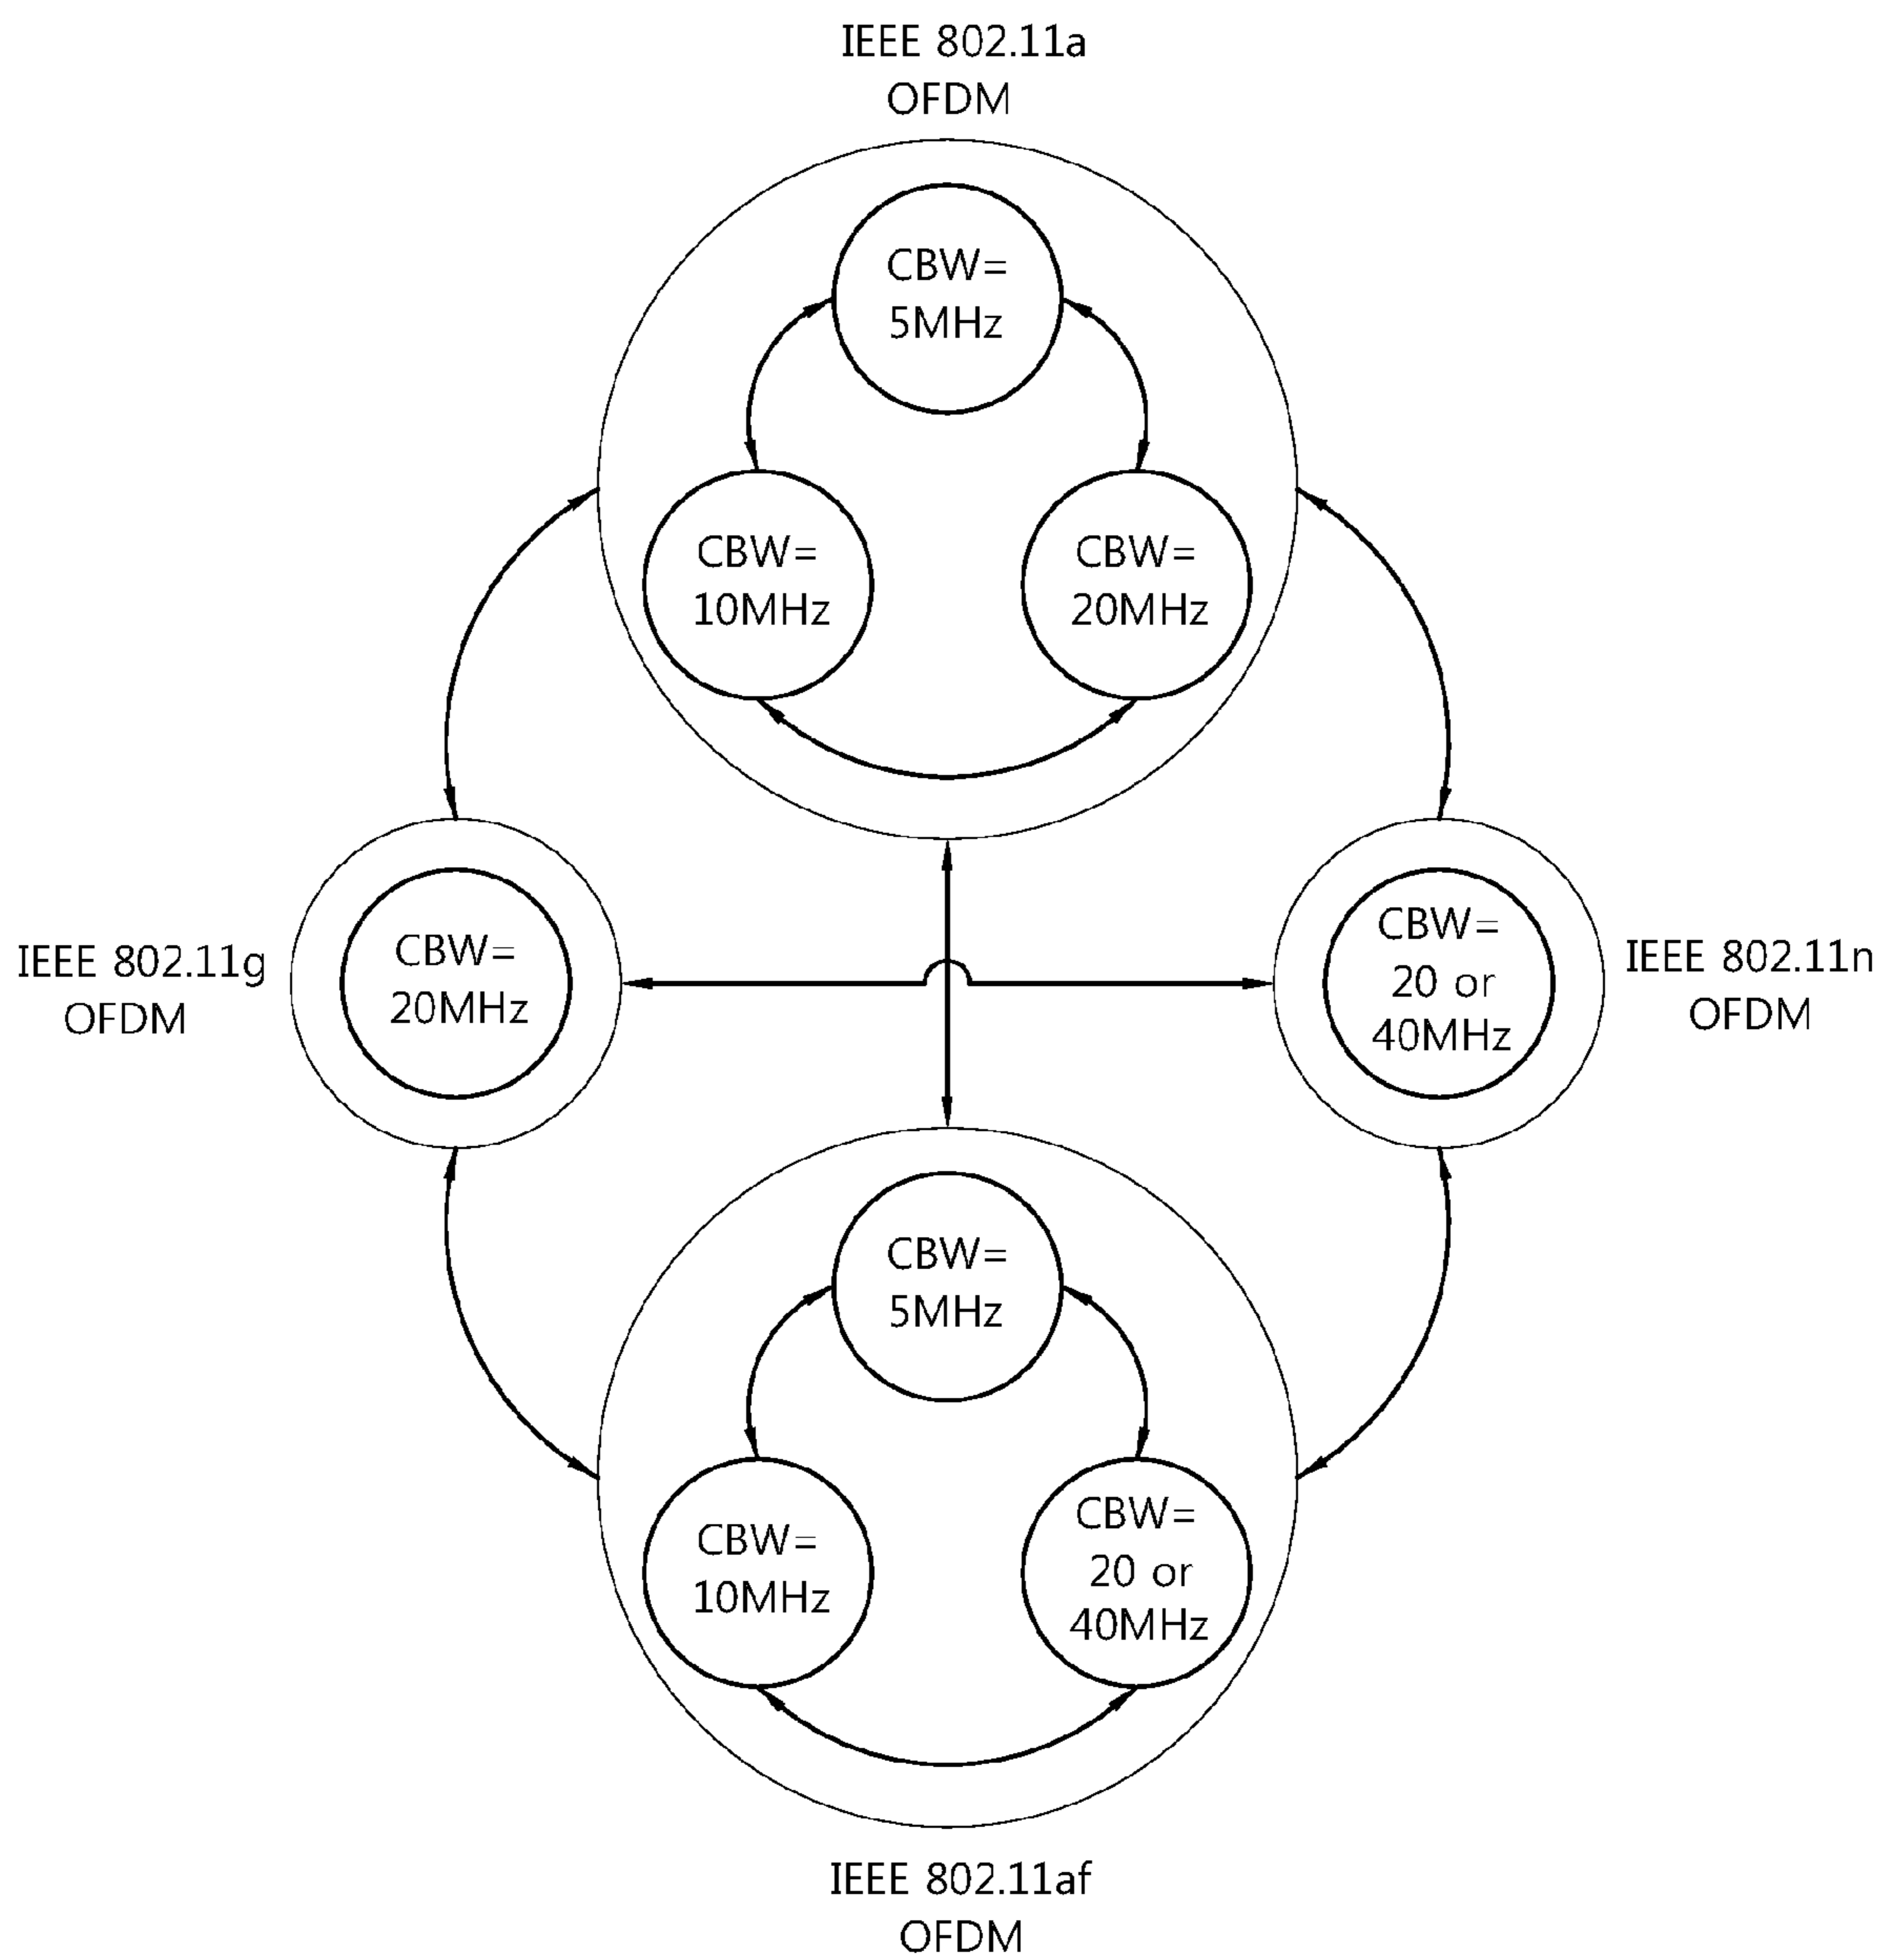 IEEE 802.11a
OFDM
CBW=
5MHz
CBW=
10MHz
CBW=
20MHz
IEEE 802.11g
OFDM
CBW=
20MHz
CBW=
20 or
40MHz
IEEE 802.11n
OFDM
CBW=
5MHz
CBW=
10MHz
CBW=
20 or
40MHz
IEEE 802.11af
OFDM